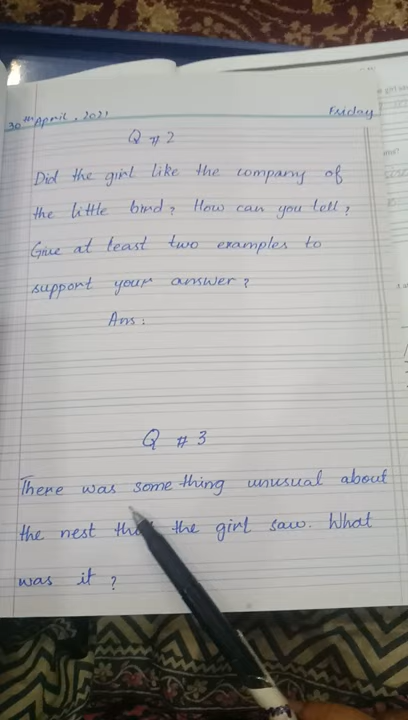 30th April, 2021 Friday
Q # 2
Did the girl like the company of
the little bird? How can you tell?
Give at least two examples to
support your answer?
Ans:
Q # 3
There was something unusual about
the nest the girl saw. What
was it?